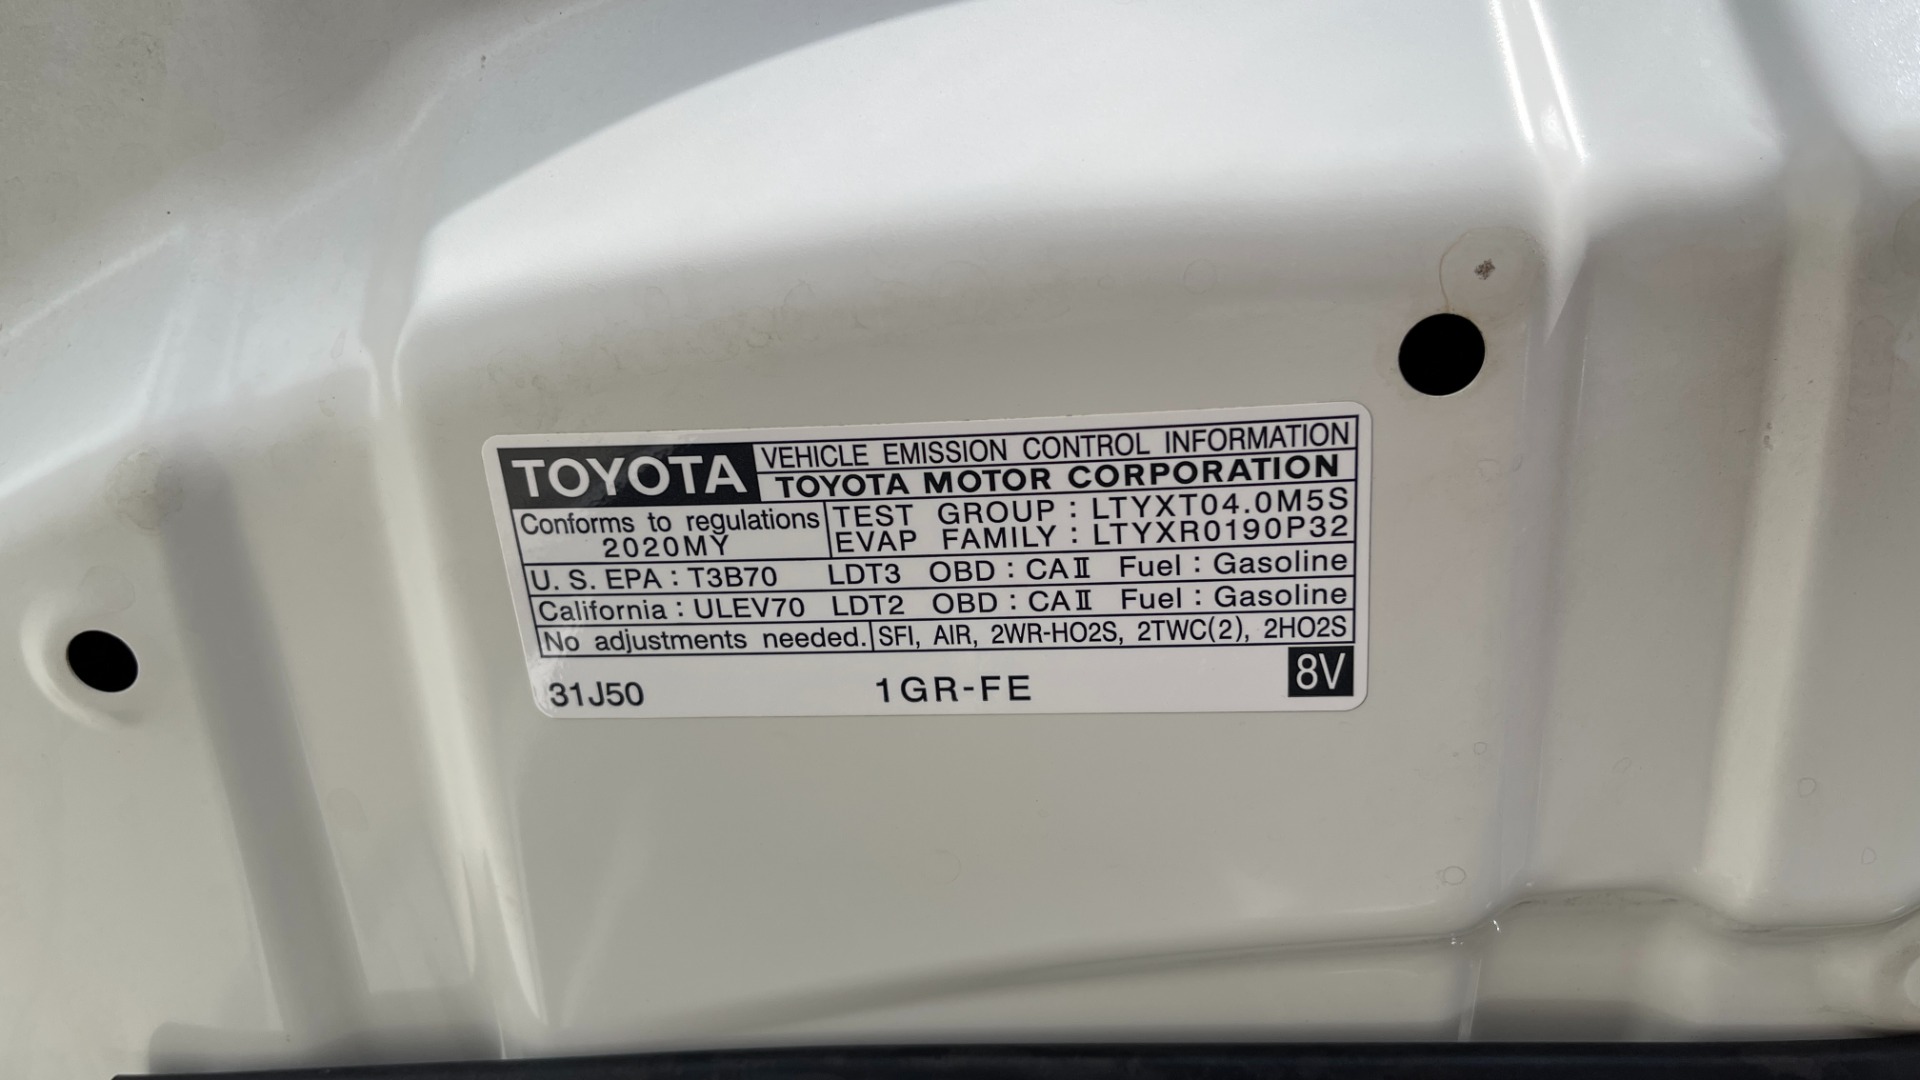 TOYOTA VEHICLE EMISSION CONTROL INFORMATION
TOYOTA MOTOR CORPORATION
Conforms to regulations
2020MY
TEST GROUP : LTYXT04.0M5S
EVAP FAMILY : LTYXR0190P32
U. S. EPA : T3B70 LDT3 OBD : CAⅡ Fuel : Gasoline
California : ULEV70 LDT2 OBD : CAⅡ Fuel : Gasoline
No adjustments needed. SFI, AIR, 2WR-HO2S, 2TWC(2), 2HO2S
31J50 1GR-FE 8V